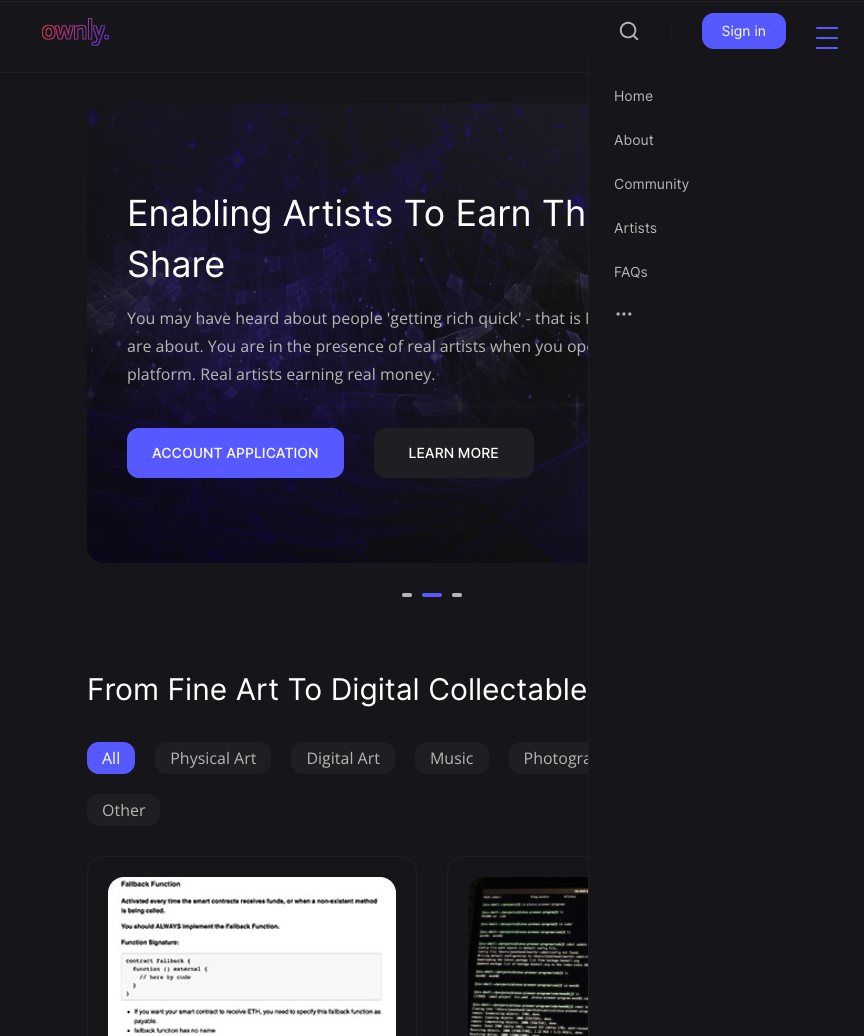 ownly.
Sign in
Home
About
Community
Artists
FAQs
Enabling Artists To Earn Th
Share
You may have heard about people 'getting rich quick' - that is
are about. You are in the presence of real artists when you op
platform. Real artists earning real money.
ACCOUNT APPLICATION
LEARN MORE
From Fine Art To Digital Collectable
All
Physical Art
Digital Art
Music
Photogra
Other
Fallback Function
Activated every time the smart contracts receives funds, or when a non-existent method
is being called.
You should ALWAYS implement the Fallback Function.
Function Signature:
contract Fallback {
function () external {
// here by code
}
}
• If you want your smart contract to receive ETH, you need to specify this fallback function as
payable.
• fallback function has no name